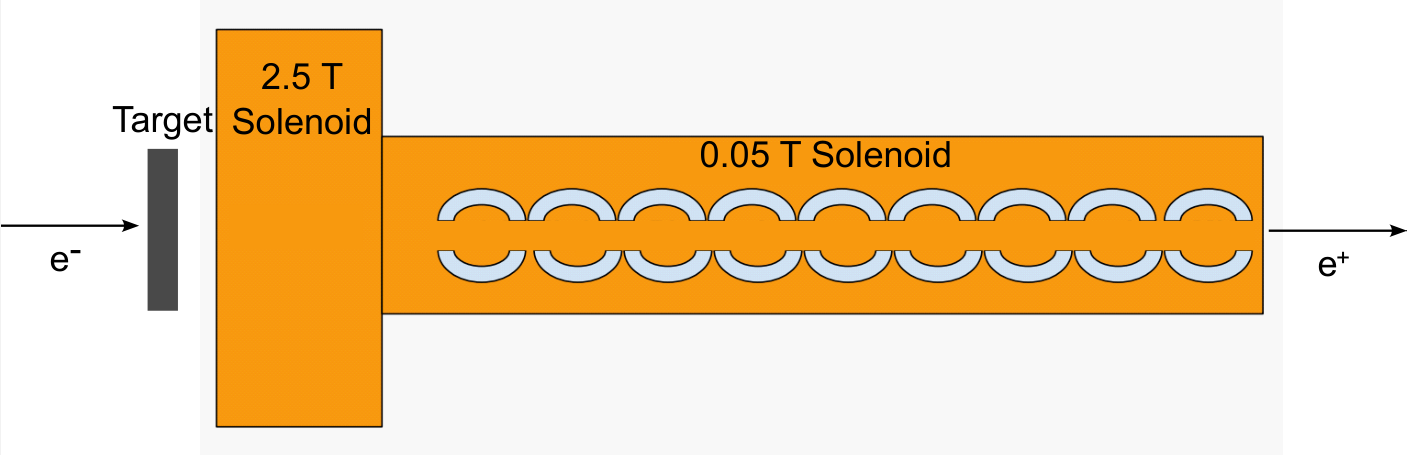 2.5 T
Solenoid
Target
0.05 T Solenoid
e-
e+